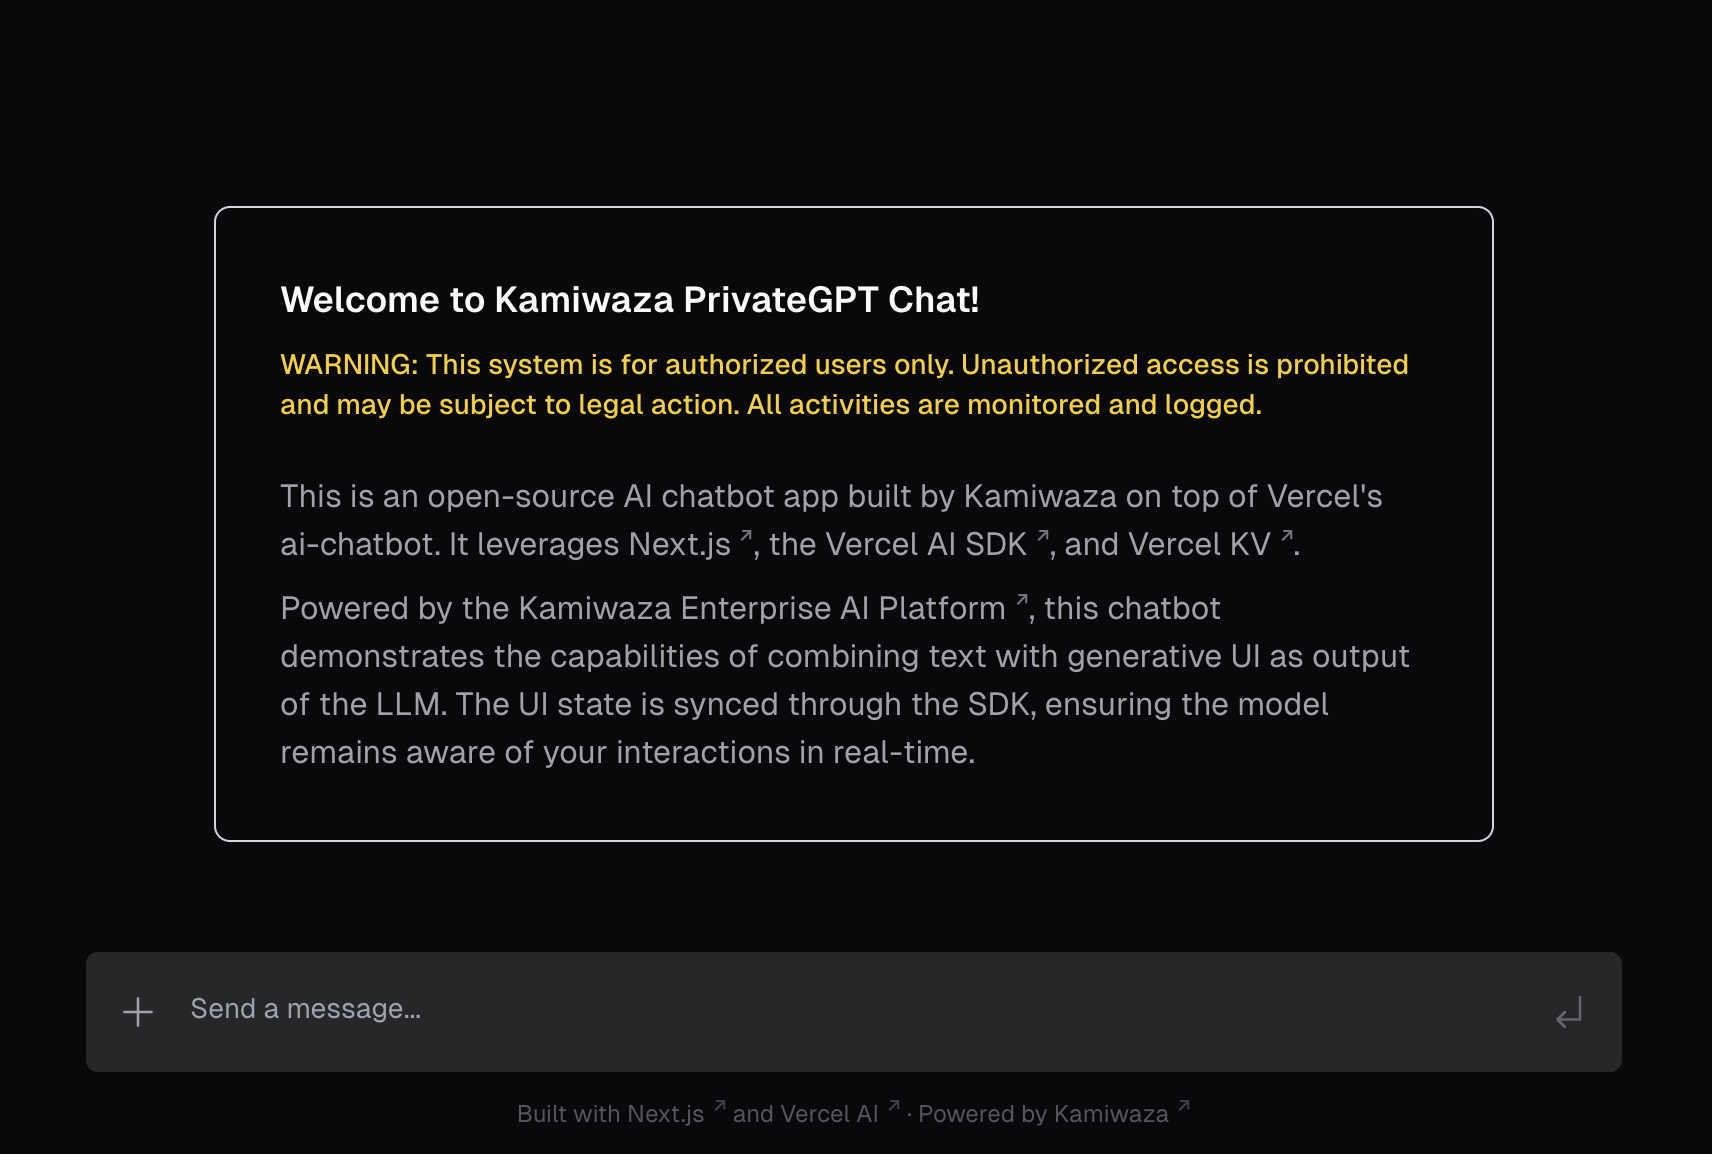 Welcome to Kamiwaza PrivateGPT Chat!
WARNING: This system is for authorized users only. Unauthorized access is prohibited
and may be subject to legal action. All activities are monitored and logged.
This is an open-source AI chatbot app built by Kamiwaza on top of Vercel's
ai-chatbot. It leverages Next.js ↗, the Vercel AI SDK ↗, and Vercel KV ↗.
Powered by the Kamiwaza Enterprise AI Platform ↗, this chatbot
demonstrates the capabilities of combining text with generative UI as output
of the LLM. The UI state is synced through the SDK, ensuring the model
remains aware of your interactions in real-time.
Send a message...
Built with Next.js ↗ and Vercel AI ↗ · Powered by Kamiwaza ↗